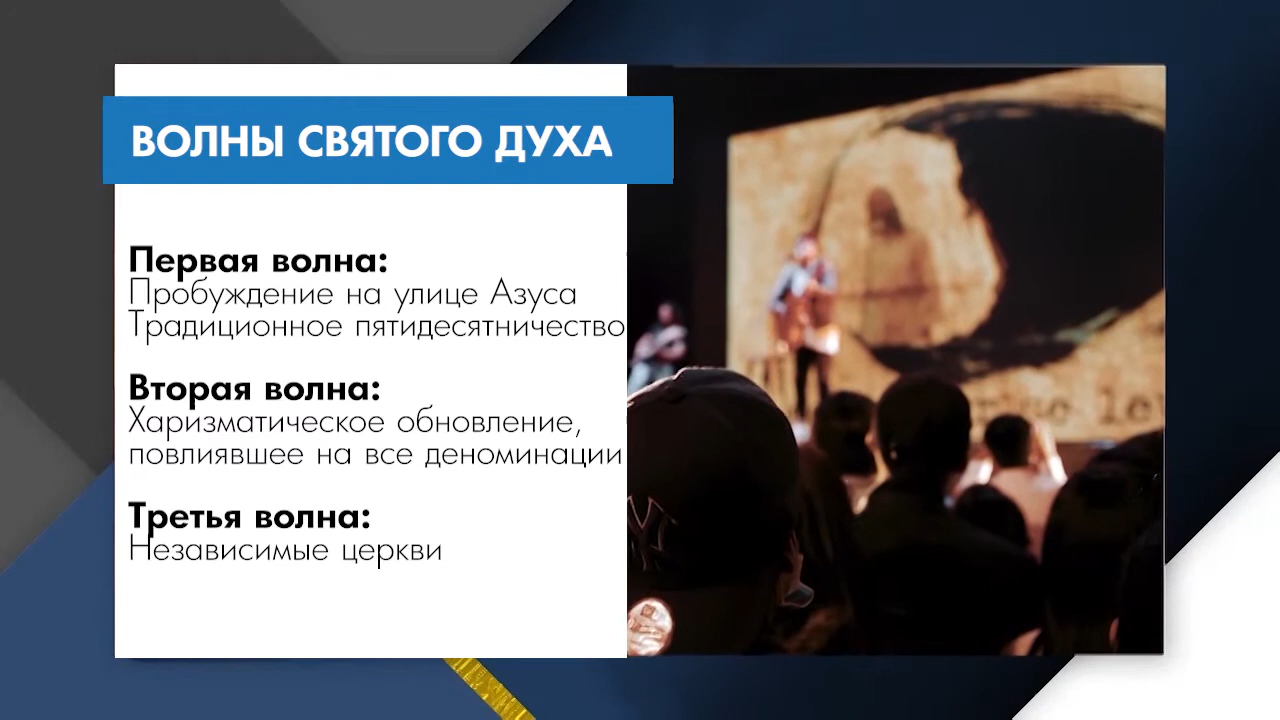 ВОЛНЫ СВЯТОГО ДУХА
Первая волна:
Пробуждение на улице Азуса
Традиционное пятидесятничество
Вторая волна:
Харизматическое обновление,
повлиявшее на все деноминации
Третья волна:
Независимые церкви